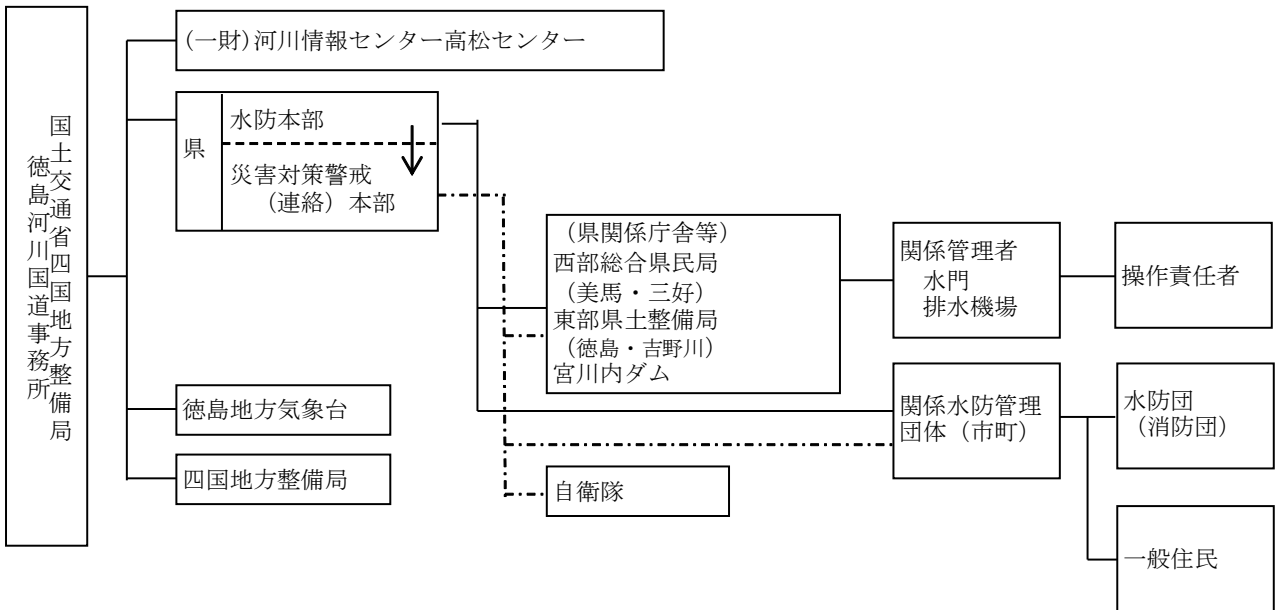 国土交通省四国地方整備局
徳島河川国道事務所
(一財)河川情報センター高松センター
県
水防本部
災害対策警戒
(連絡)本部
徳島地方気象台
四国地方整備局
(県関係庁舎等)
西部総合県民局
(美馬・三好)
東部県土整備局
(徳島・吉野川)
宮川内ダム
自衛隊
関係管理者
水門
排水機場
操作責任者
関係水防管理
団体(市町)
水防団
(消防団)
一般住民